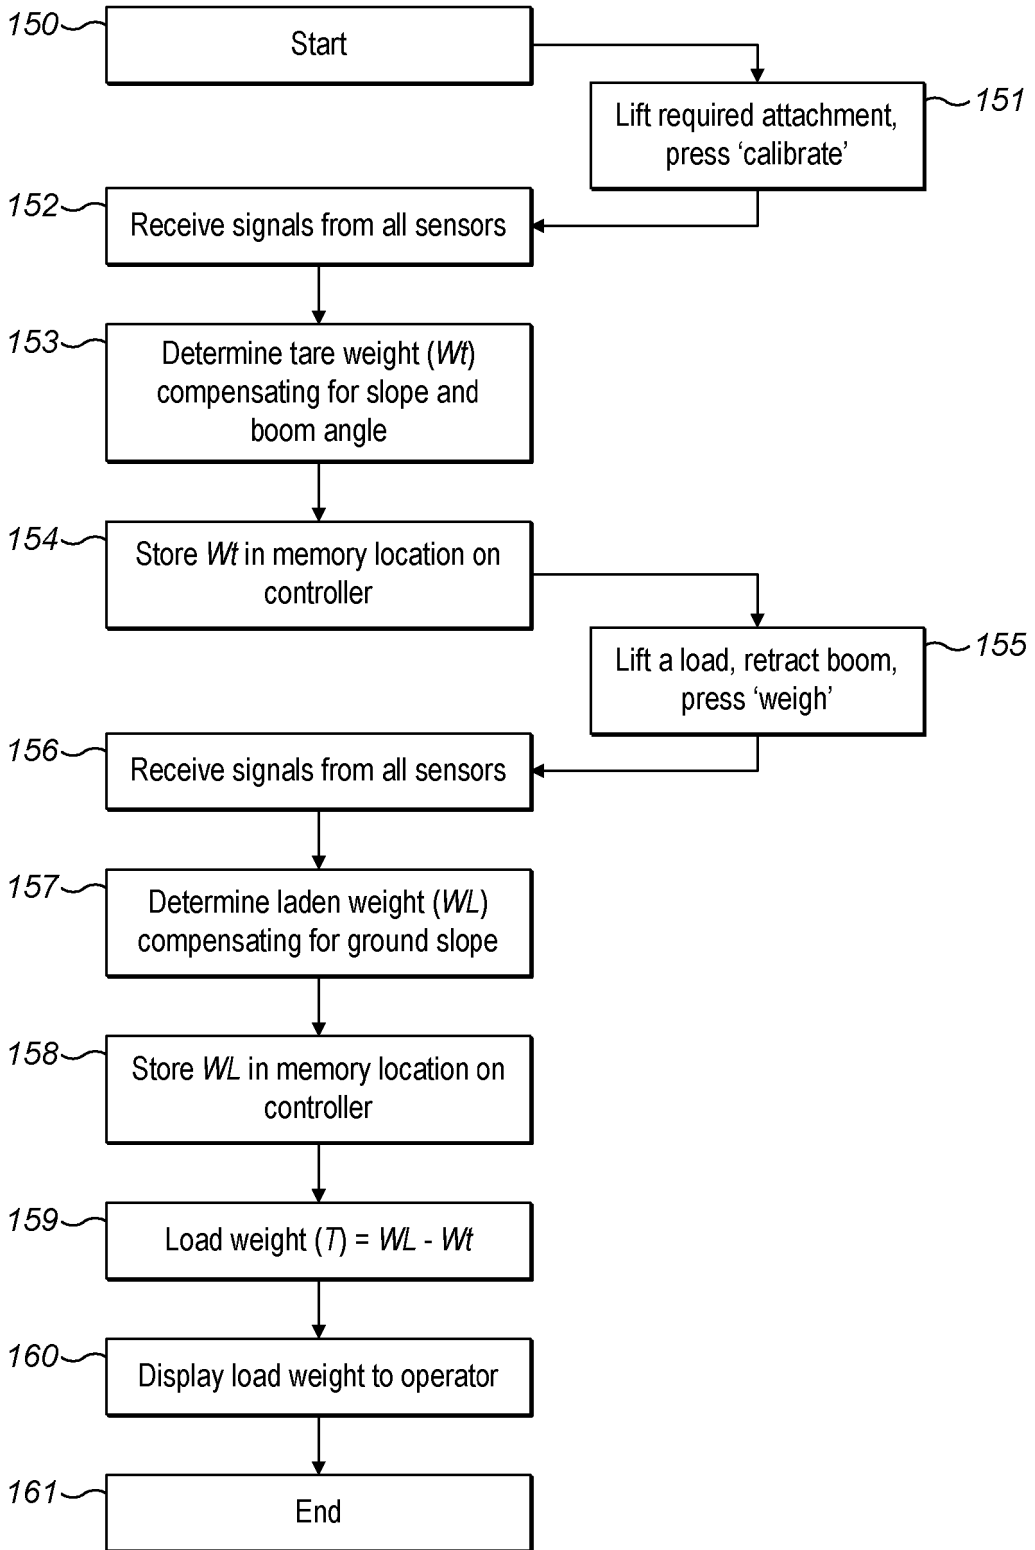 150
Start
151
Lift required attachment,
press ‘calibrate’
152
Receive signals from all sensors
153
Determine tare weight (Wt)
compensating for slope and
boom angle
154
Store Wt in memory location on
controller
155
Lift a load, retract boom,
press ‘weigh’
156
Receive signals from all sensors
157
Determine laden weight (WL)
compensating for ground slope
158
Store WL in memory location on
controller
159
Load weight (T) = WL - Wt
160
Display load weight to operator
161
End